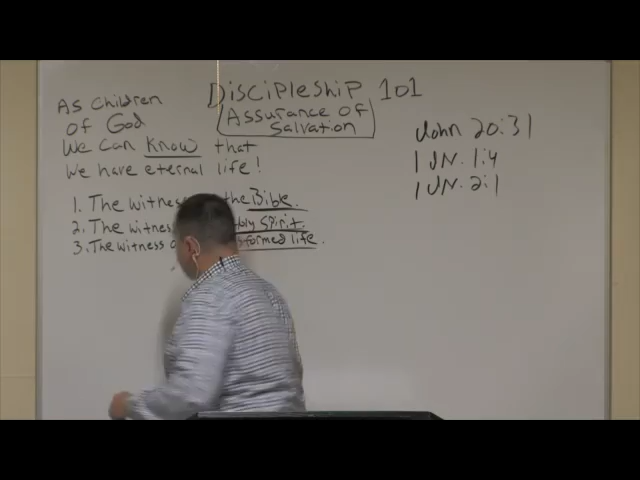 Discipleship 101
Assurance of
Salvation
As Children
of God
We can know that
We have eternal life!
1. The witness the Bible.
2. The witness Spirit.
3. The witness life.
John 20:31
1 JN. 1:4
1 JN. 2:1